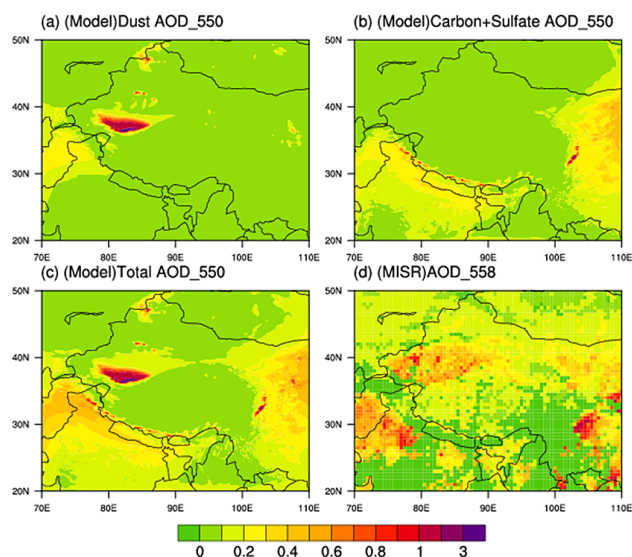 (a) (Model)Dust AOD_550
(b) (Model)Carbon+Sulfate AOD_550
50N
40N
30N
20N
70E 80E 90E 100E 110E
50N
40N
30N
20N
70E 80E 90E 100E 110E
(c) (Model)Total AOD_550
(d) (MISR)AOD_558
50N
40N
30N
20N
70E 80E 90E 100E 110E
50N
40N
30N
20N
70E 80E 90E 100E 110E
0 0.2 0.4 0.6 0.8 1 3